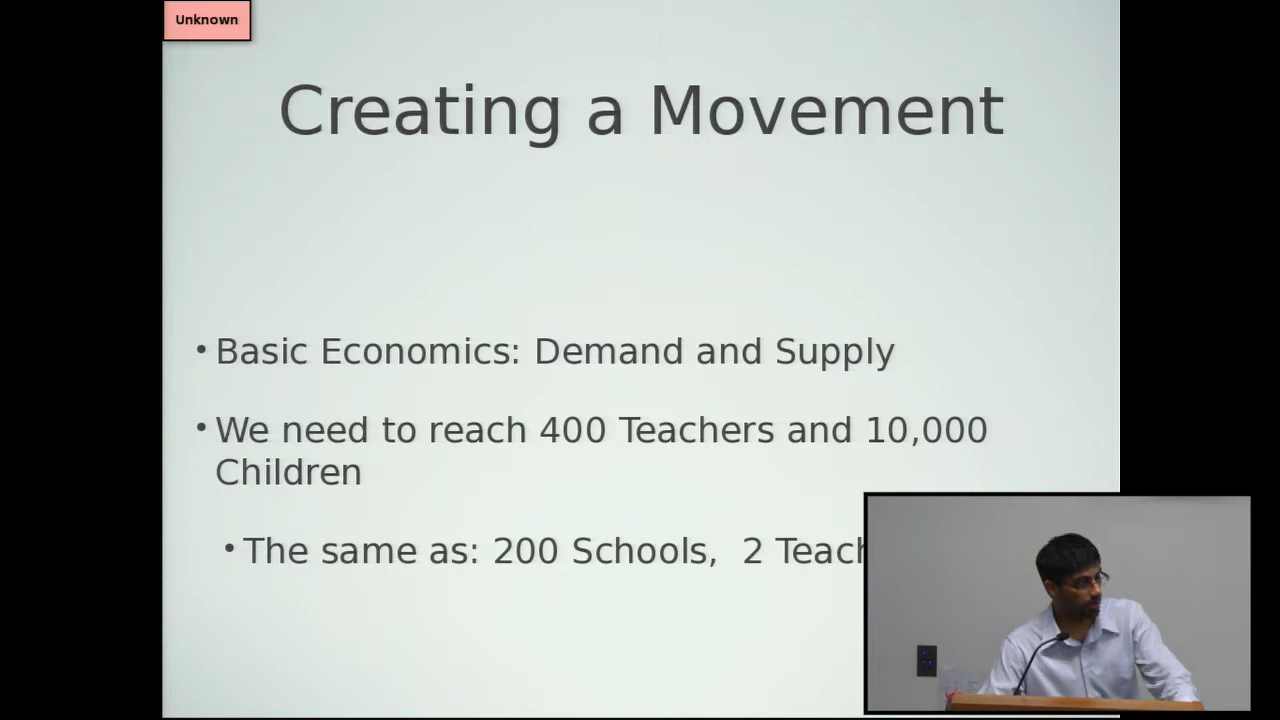 Unknown
Creating a Movement
• Basic Economics: Demand and Supply
• We need to reach 400 Teachers and 10,000
Children
• The same as: 200 Schools, 2 Teach